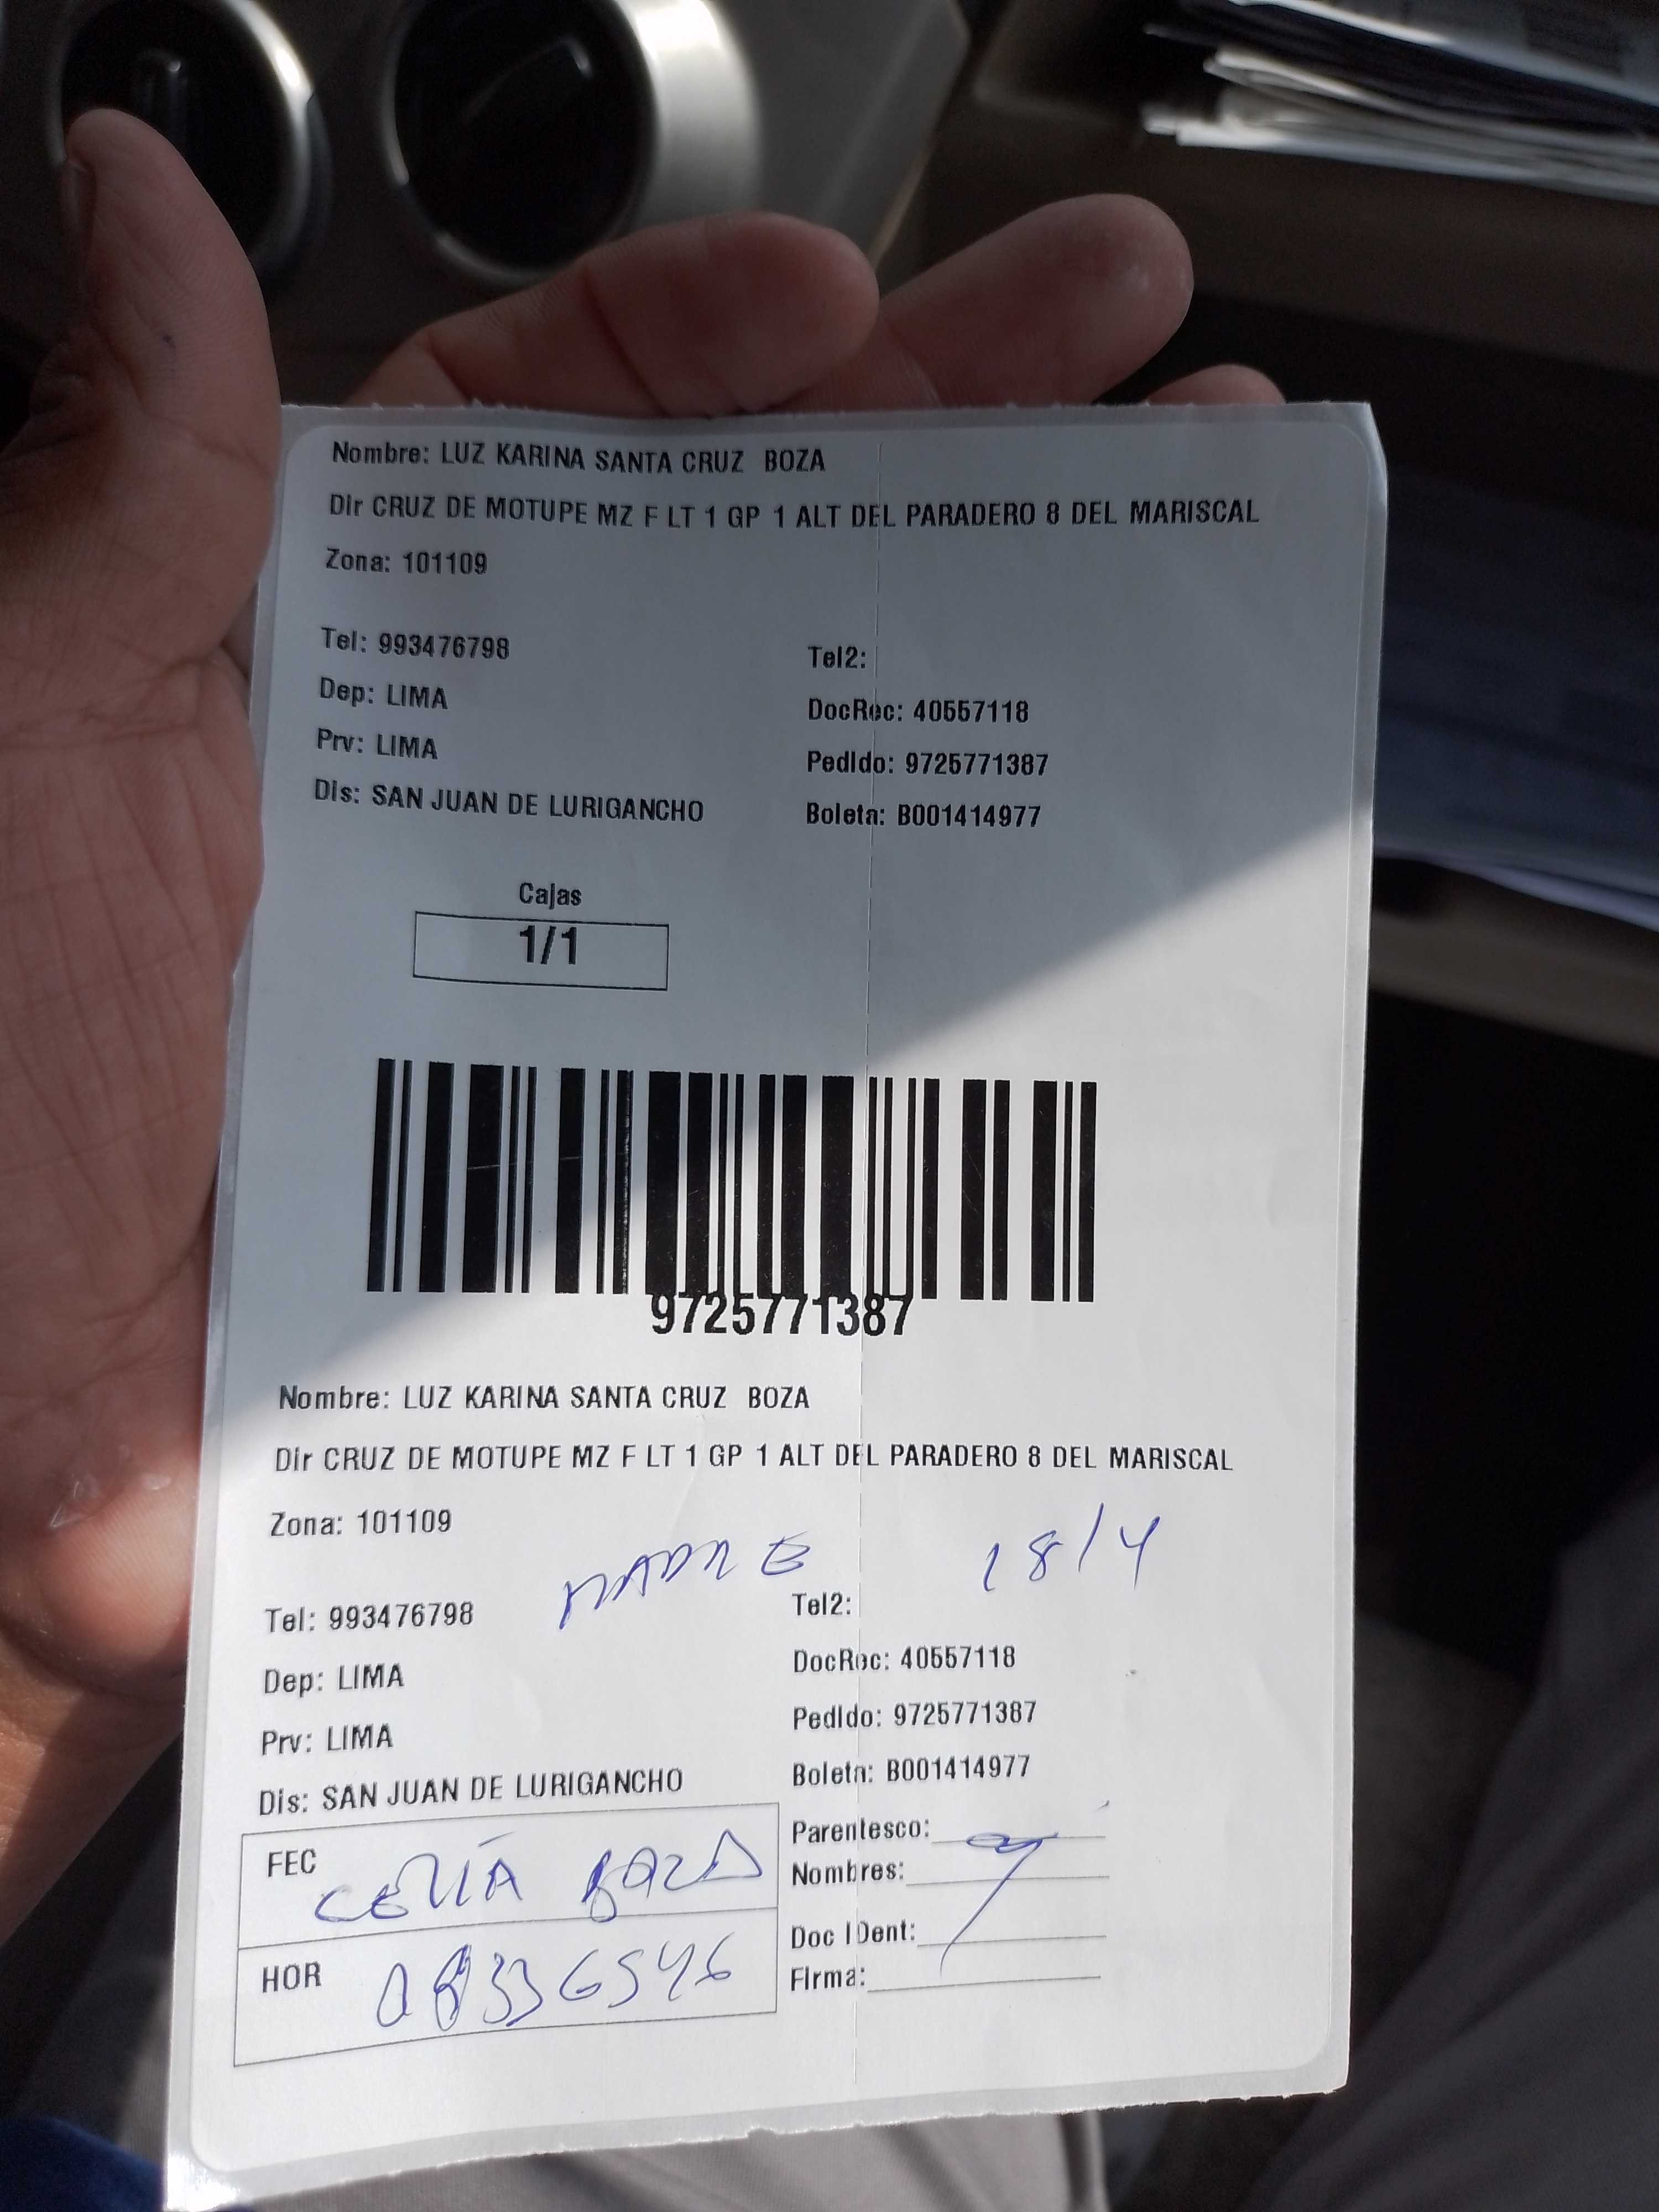 Nombre: LUZ KARINA SANTA CRUZ BOZA
Dir CRUZ DE MOTUPE MZ F LT 1 GP 1 ALT DEL PARADERO 8 DEL MARISCAL
Zona: 101109
Tel: 993476798
Tel2:
Dep: LIMA
DocRec: 40557118
Prv: LIMA
Pedido: 9725771387
Dis: SAN JUAN DE LURIGANCHO
Boleta: B001414977
Cajas
1/1
9725771387
Nombre: LUZ KARINA SANTA CRUZ BOZA
Dir CRUZ DE MOTUPE MZ F LT 1 GP 1 ALT DEL PARADERO 8 DEL MARISCAL
Zona: 101109
MADRE 18/4
Tel: 993476798
Tel2:
Dep: LIMA
DocRec: 40557118
Prv: LIMA
Pedido: 9725771387
Dis: SAN JUAN DE LURIGANCHO
Boleta: B001414977
FEC CELIA BOZA
Parentesco:
Nombres:
HOR
Doc IDent:
Firma: